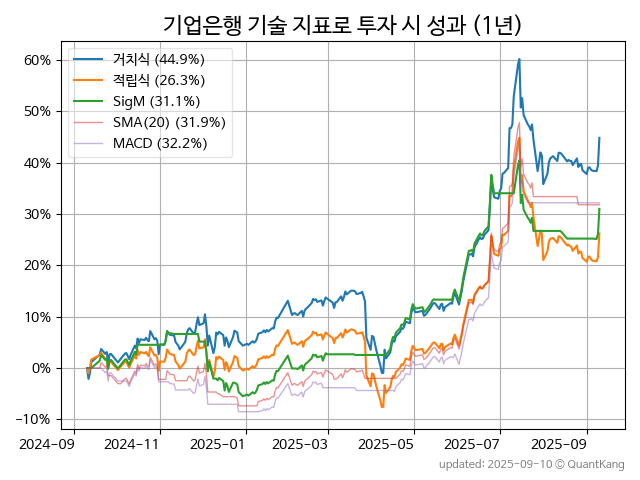 기업은행 기술 지표로 투자 시 성과 (1년)
60%
50%
40%
30%
20%
10%
0%
−10%
거치식 (44.9%)
적립식 (26.3%)
SigM (31.1%)
SMA(20) (31.9%)
MACD (32.2%)
2024-09
2024-11
2025-01
2025-03
2025-05
2025-07
2025-09
updated: 2025-09-10 © QuantKang